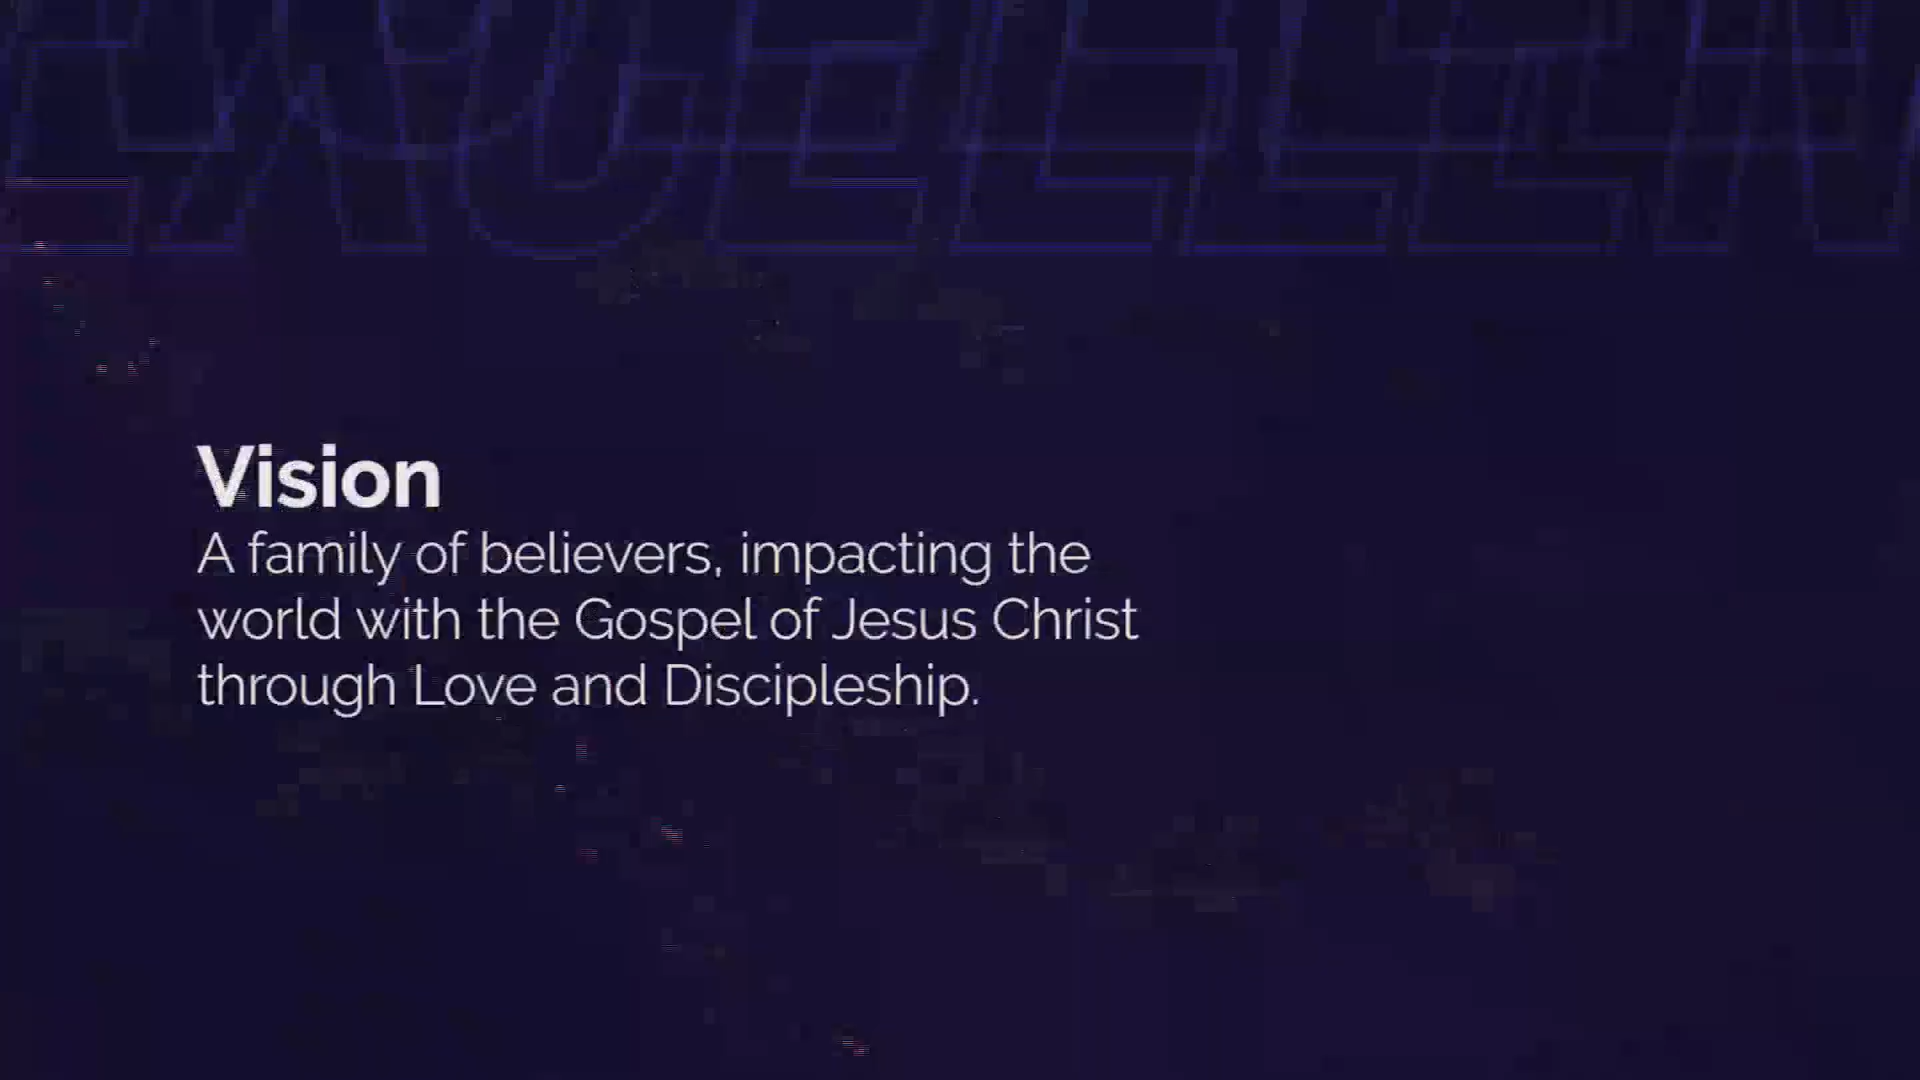 Vision
A family of believers, impacting the
world with the Gospel of Jesus Christ
through Love and Discipleship.